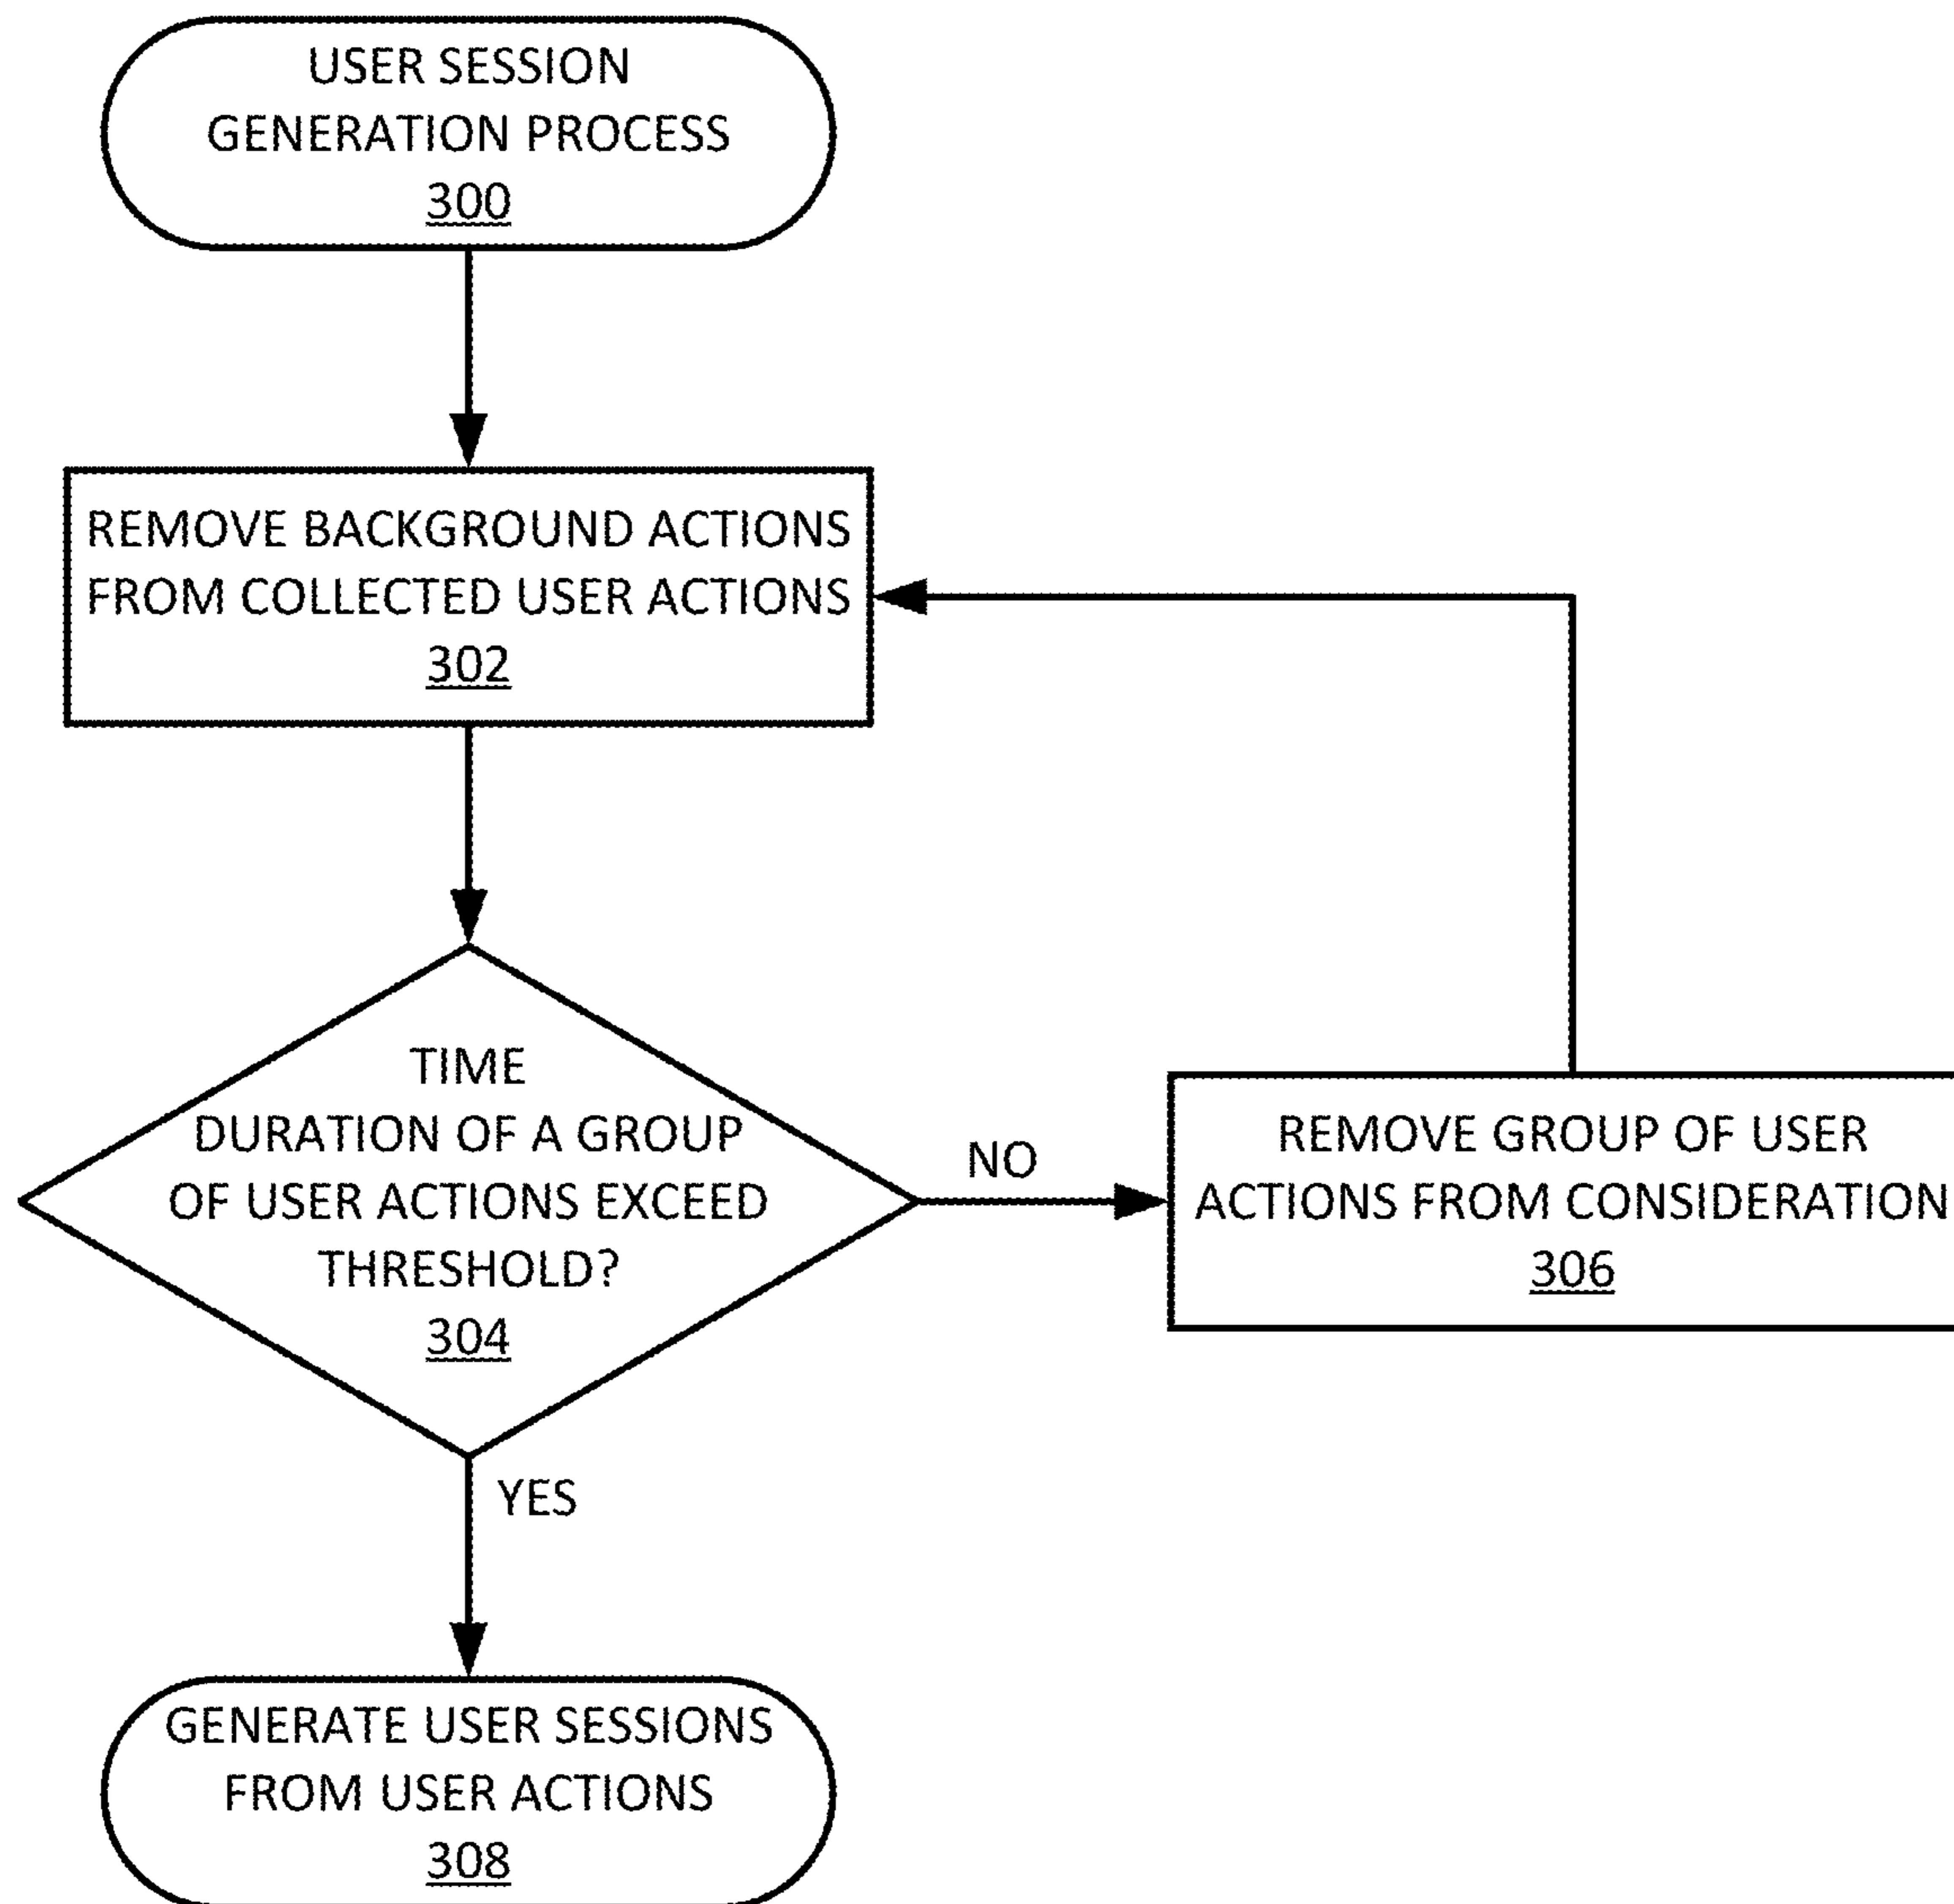 USER SESSION
GENERATION PROCESS
300
REMOVE BACKGROUND ACTIONS
FROM COLLECTED USER ACTIONS
302
TIME
DURATION OF A GROUP
OF USER ACTIONS EXCEED
THRESHOLD?
304
NO
REMOVE GROUP OF USER
ACTIONS FROM CONSIDERATION
306
YES
GENERATE USER SESSIONS
FROM USER ACTIONS
308